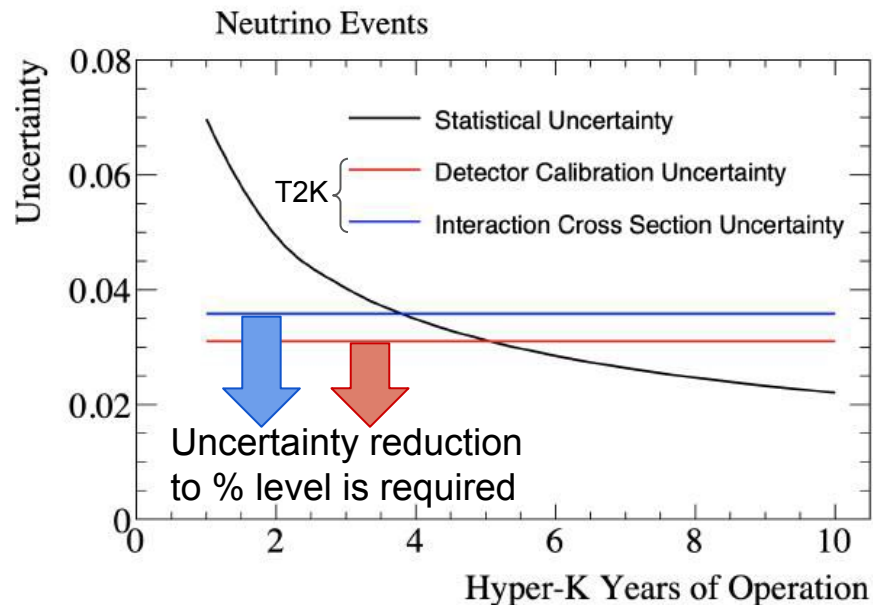 Neutrino Events
Uncertainty
0.08
0.06
0.04
0.02
0
Statistical Uncertainty
T2K
Detector Calibration Uncertainty
Interaction Cross Section Uncertainty
Uncertainty reduction
to % level is required
0 2 4 6 8 10
Hyper-K Years of Operation